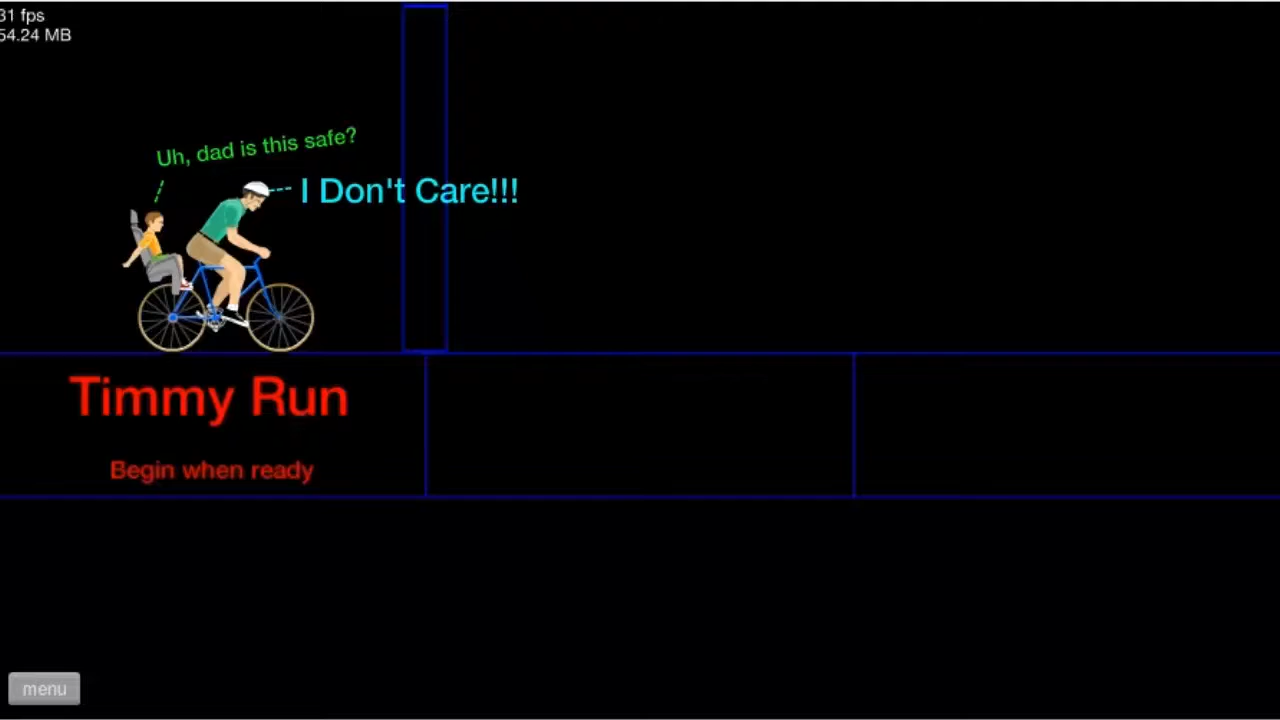 31 fps
54.24 MB
Uh, dad is this safe?
I Don't Care!!!
Timmy Run
Begin when ready
menu